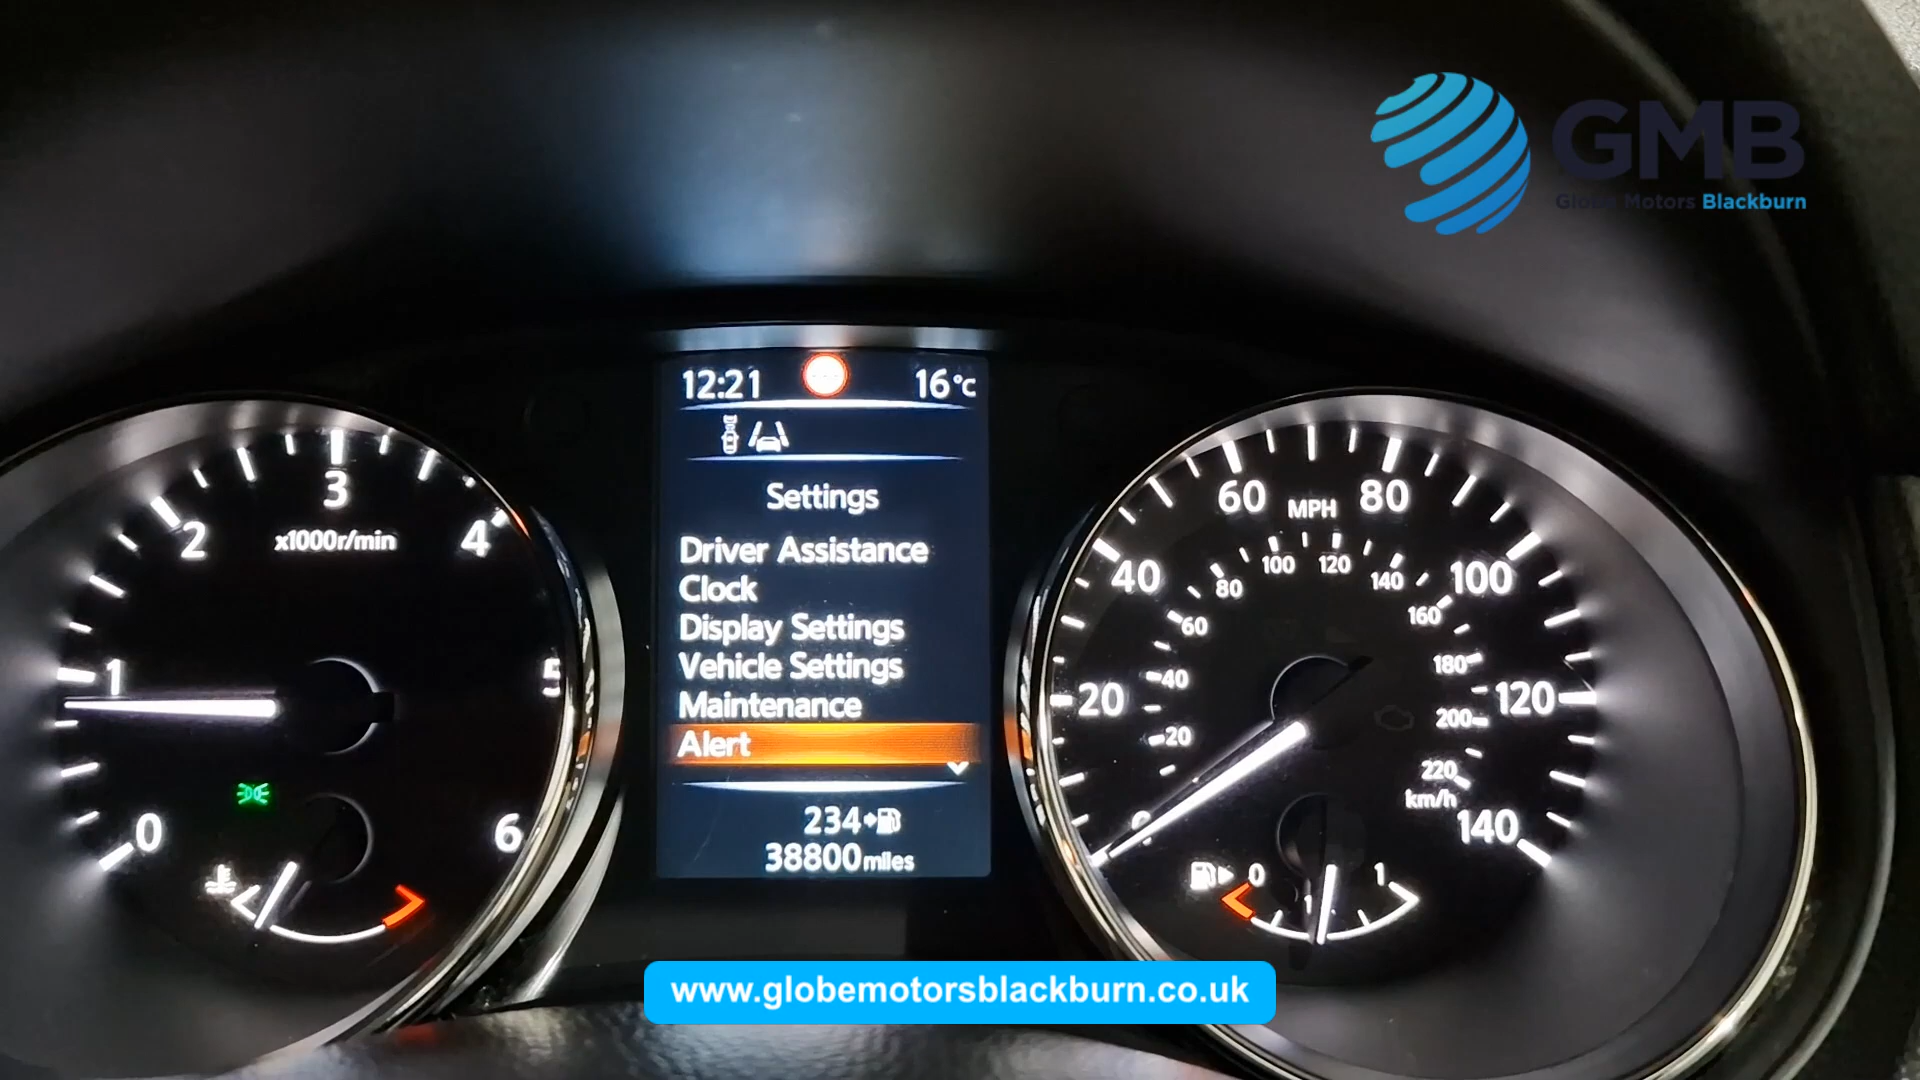 GMB
Globe Motors Blackburn
12:21
16°C
Settings
Driver Assistance
Clock
Display Settings
Vehicle Settings
Maintenance
Alert
234
38800 miles
0
1
2
3
4
5
6
x1000r/min
0
20
40
60
80
100
120
140
MPH
20
40
60
80
100
120
140
160
180
200
220
km/h
0
1
www.globemotorsblackburn.co.uk